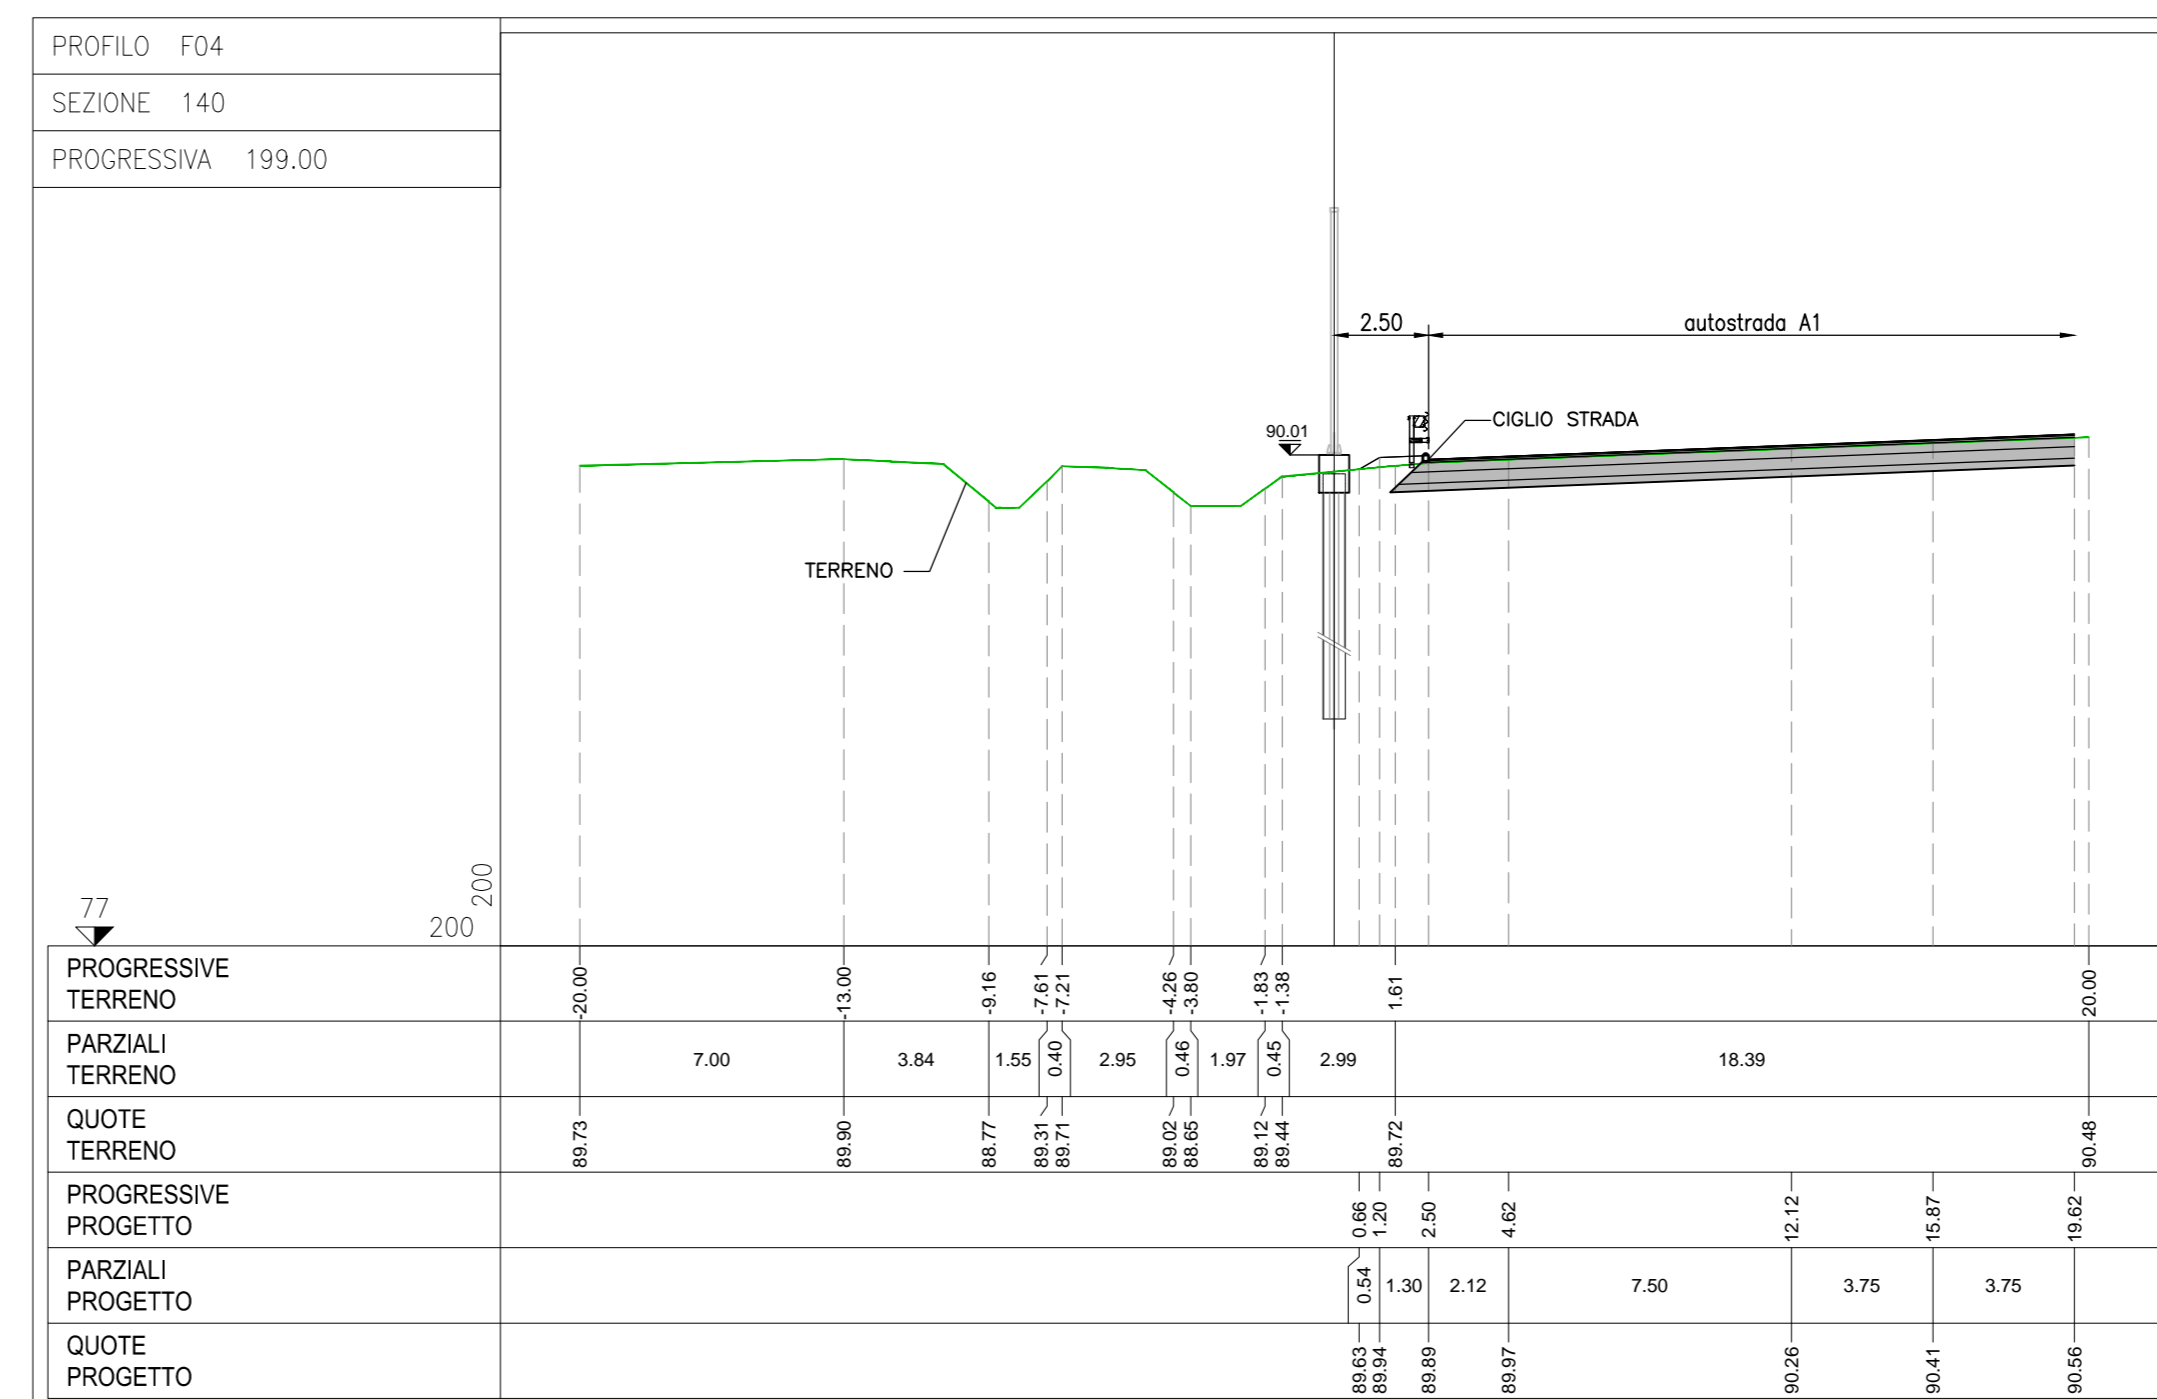 PROFILO F04
SEZIONE 140
PROGRESSIVA 199.00
2.50
autostrada A1
90.01
CIGLIO STRADA
TERRENO
77
200
200
PROGRESSIVE
TERRENO
-20.00 -13.00 -9.16 -7.61 -7.21 -4.26 -3.80 -1.83 -1.38 1.61 20.00
PARZIALI
TERRENO
7.00 3.84 1.55 0.40 2.95 0.46 1.97 0.45 2.99 18.39
QUOTE
TERRENO
89.73 89.90 88.77 89.31 89.71 89.02 88.65 89.12 89.44 89.72 90.48
PROGRESSIVE
PROGETTO
0.66 1.20 2.50 4.62 12.12 15.87 19.62
PARZIALI
PROGETTO
0.54 1.30 2.12 7.50 3.75 3.75
QUOTE
PROGETTO
89.63 89.94 89.89 89.97 90.26 90.41 90.56